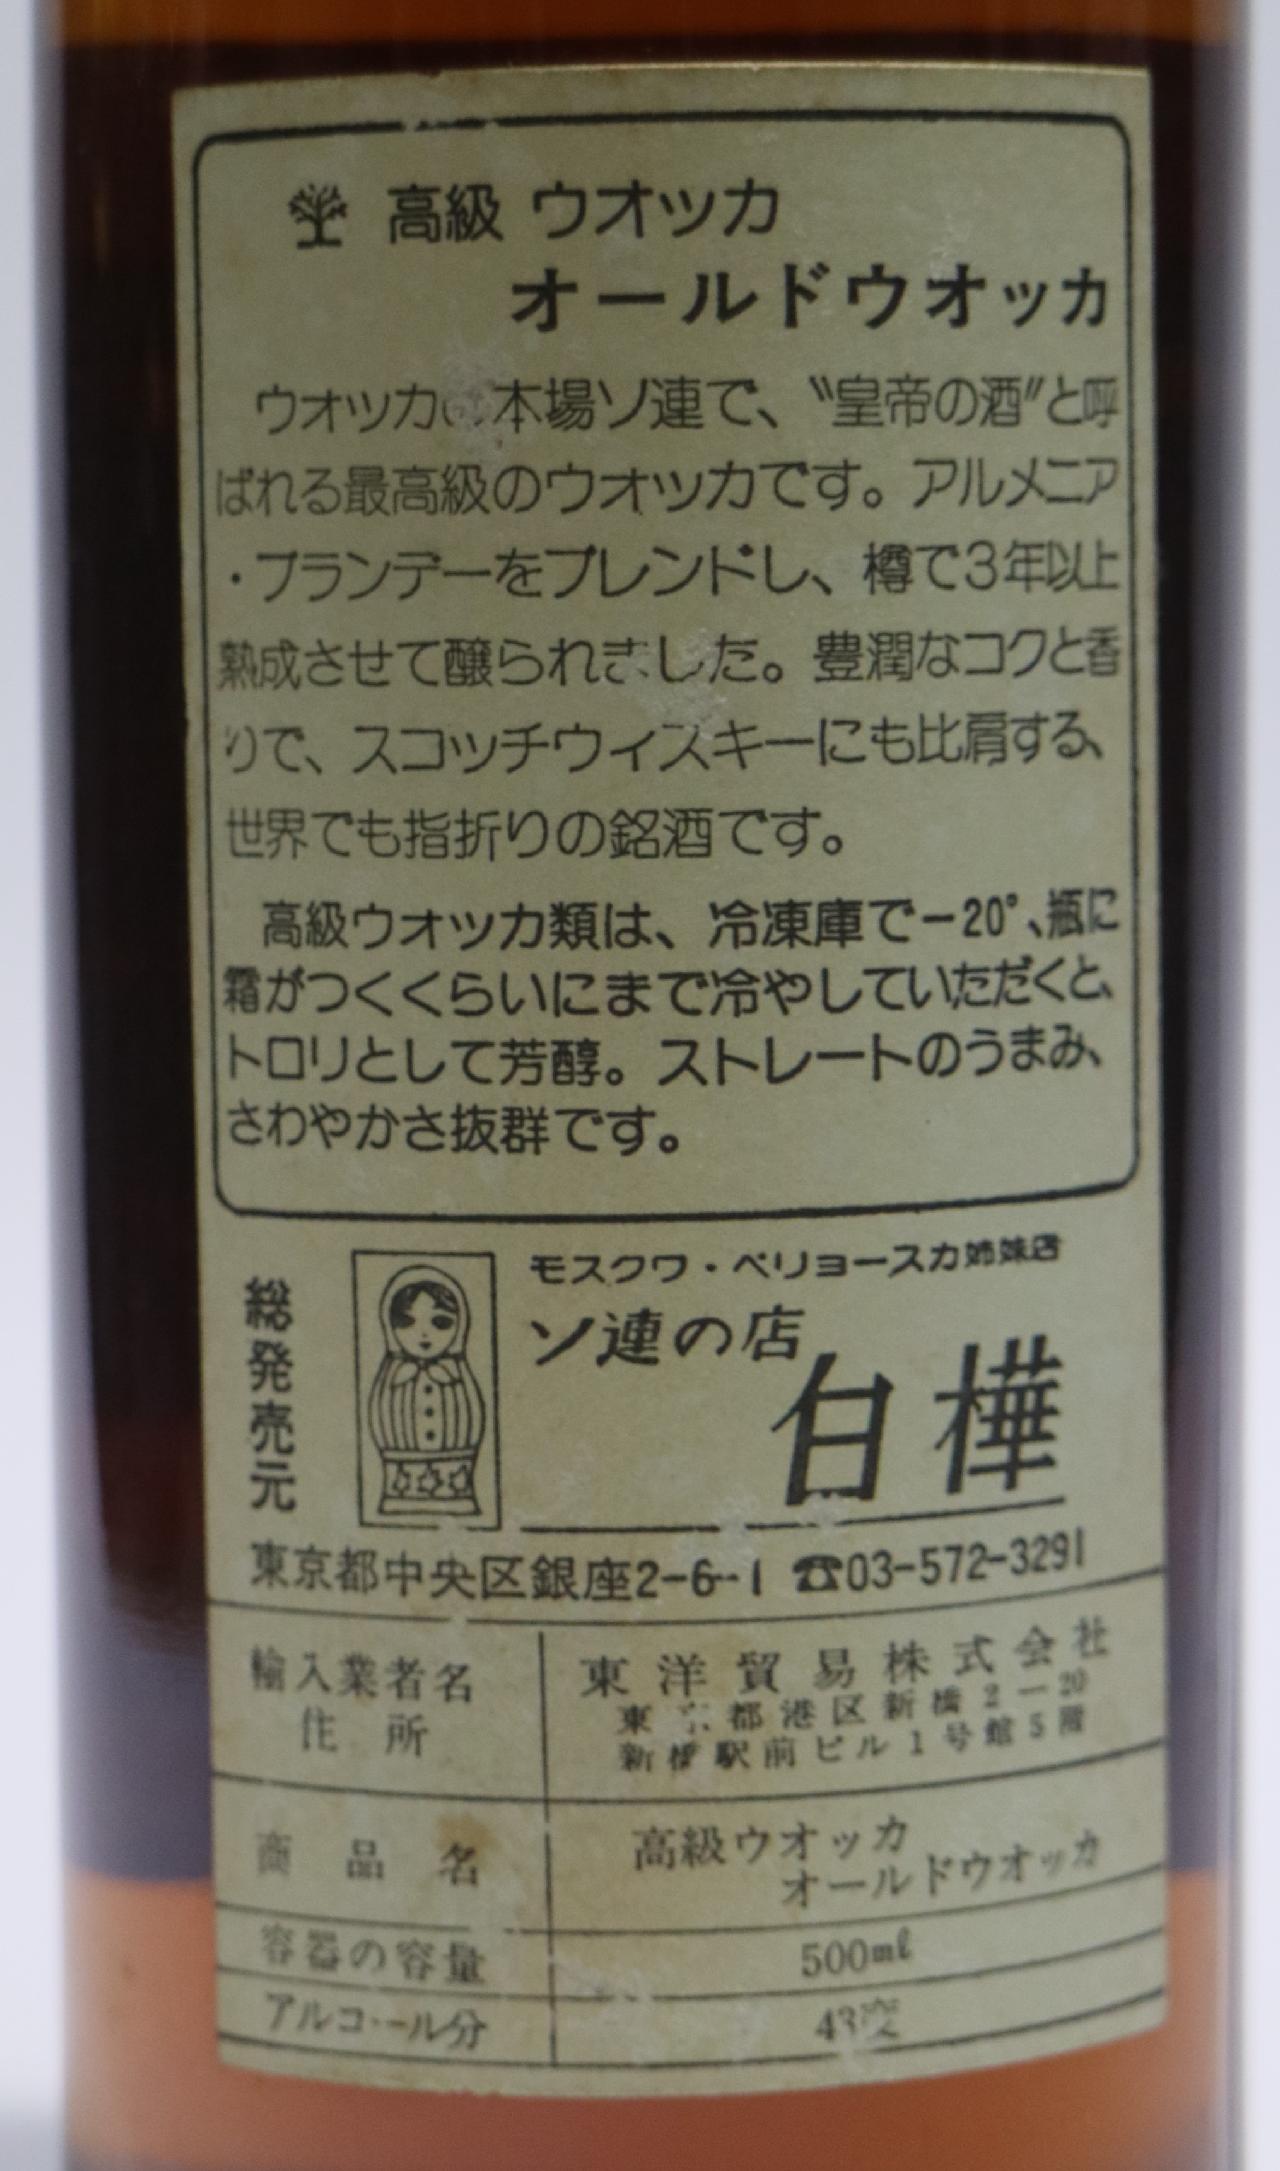 高級 ウオッカ
オールドウオッカ
ウオッカの本場ソ連で、〝皇帝の酒〞と呼
ばれる最高級のウオッカです。アルメニア
・ブランデーをブレンドし、樽で3年以上
熟成させて醸られました。豊潤なコクと香
りで、スコッチウィスキーにも比肩する、
世界でも指折りの銘酒です。
高級ウオッカ類は、冷凍庫で－20°、瓶に
霜がつくくらいにまで冷やしていただくと、
トロリとして芳醇。ストレートのうまみ、
さわやかさ抜群です。
総発売元
モスクワ・ベリョースカ姉妹店
ソ連の店
白樺
東京都中央区銀座2-6-1 ☎03-572-3291
輸入業者名
住所
東洋貿易株式会社
東京都港区新橋2－20
新橋駅前ビル1号館5階
商品名
高級ウオッカ
オールドウオッカ
容器の容量
500mℓ
アルコール分
43度